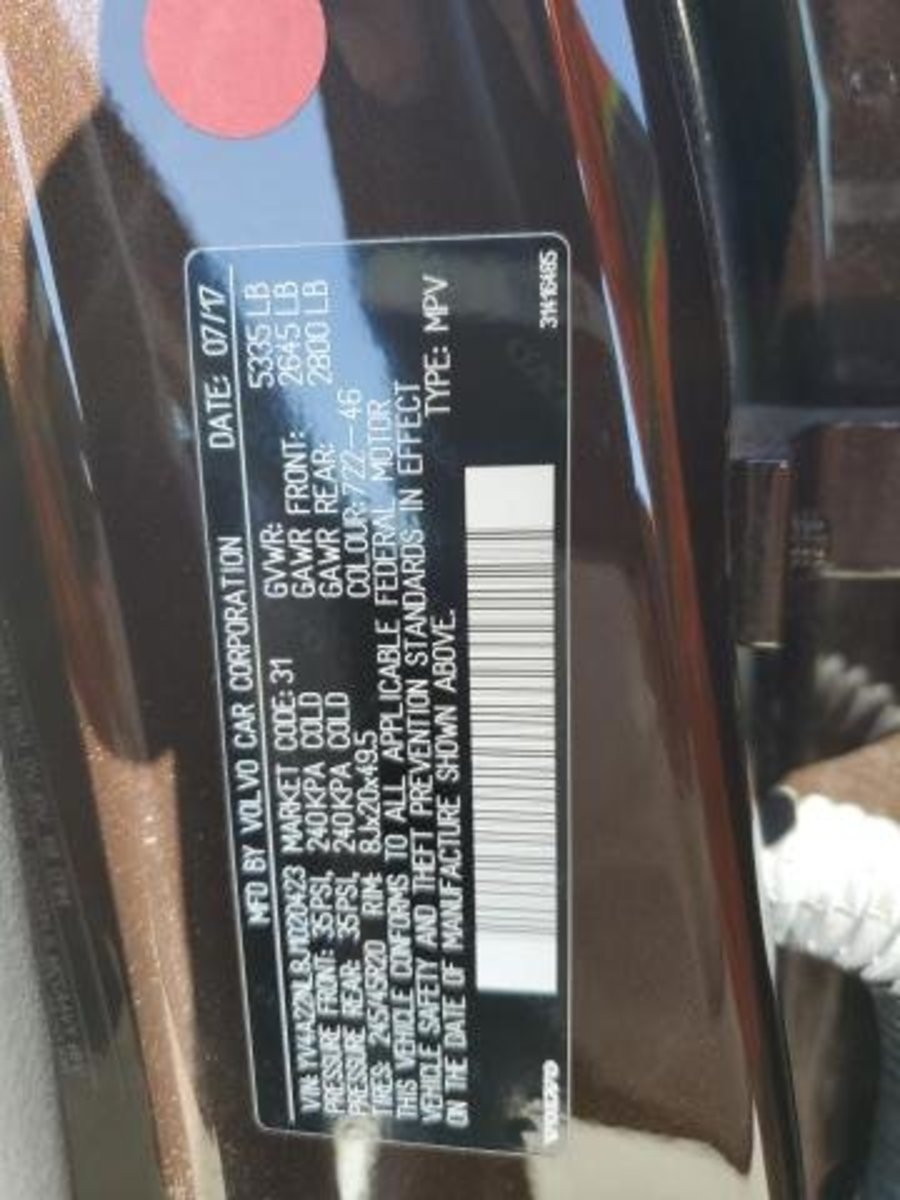 MFD BY VOLVO CAR CORPORATION DATE: 07/17
VIN: YV4A22NL8J1020423 MARKET CODE: 31 GVWR: 5335 LB
PRESSURE FRONT: 35PSI, 240KPA COLD GAWR FRONT: 2645 LB
PRESSURE REAR: 35PSI, 240KPA COLD GAWR REAR: 2800 LB
TIRES: 245/45R20 RIM: 8Jx20x49.5 COLOUR: 722-46
THIS VEHICLE CONFORMS TO ALL APPLICABLE FEDERAL MOTOR
VEHICLE SAFETY AND THEFT PREVENTION STANDARDS IN EFFECT
ON THE DATE OF MANUFACTURE SHOWN ABOVE. TYPE: MPV
31416485